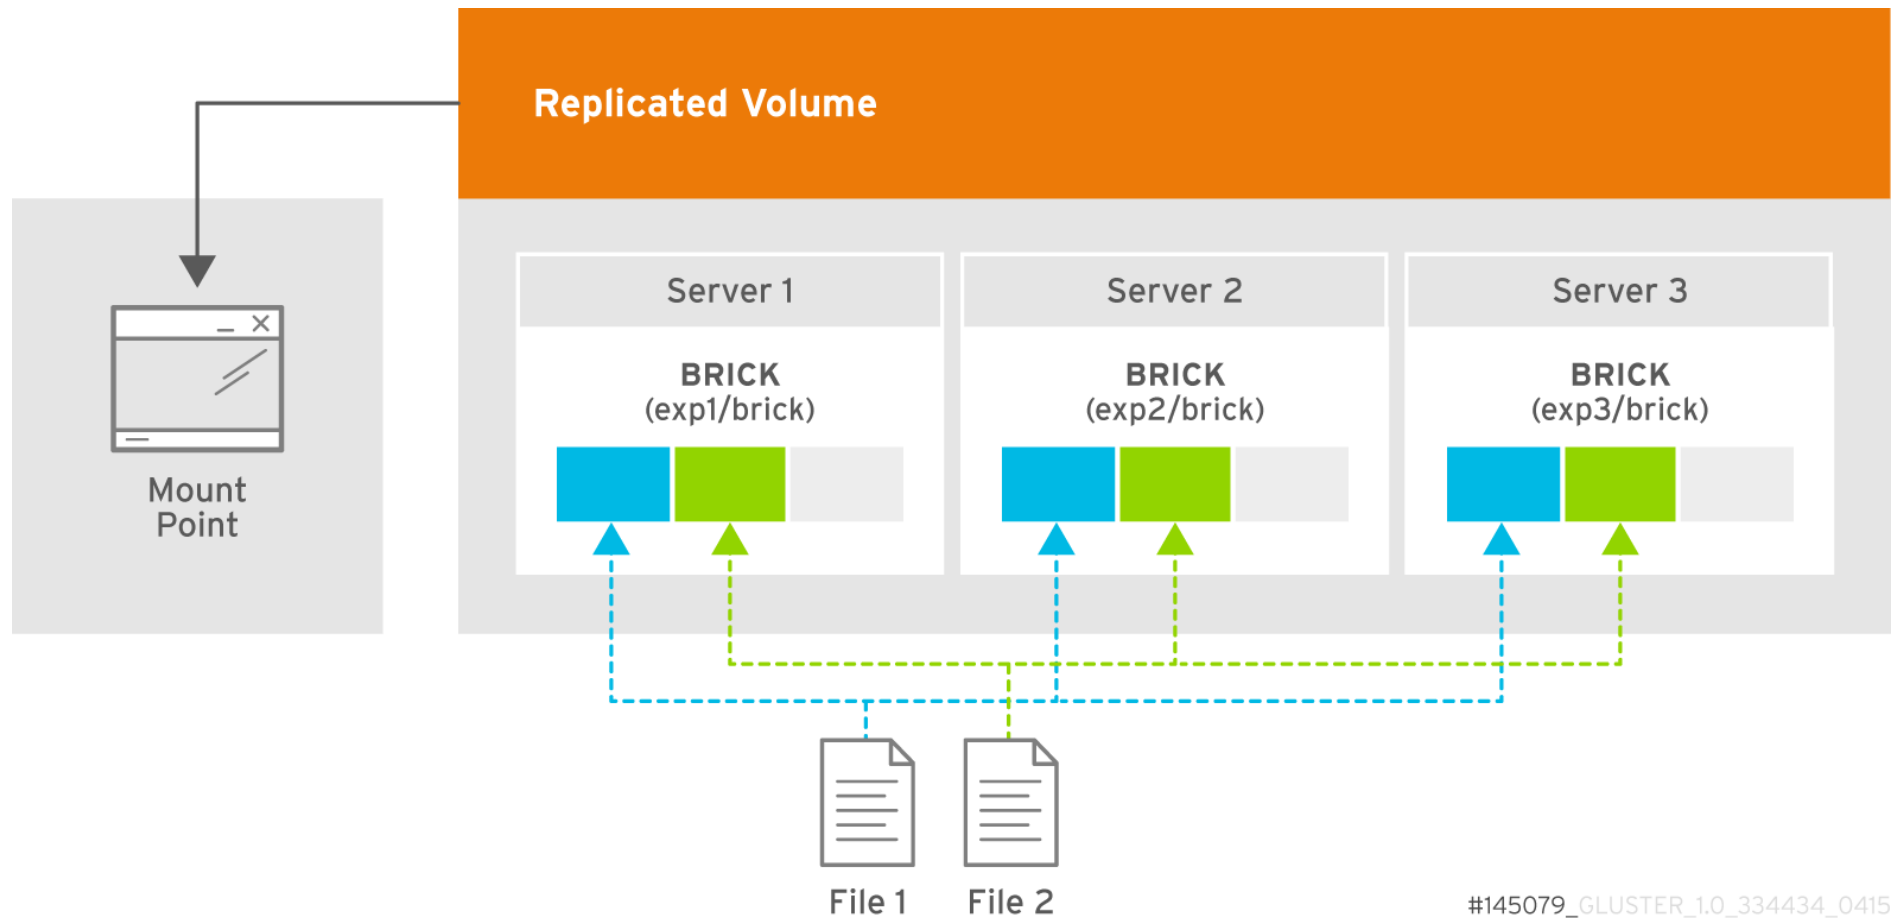 Replicated Volume
Server 1
Server 2
Server 3
BRICK
(exp1/brick)
BRICK
(exp2/brick)
BRICK
(exp3/brick)
Mount
Point
File 1
File 2
#145079_GLUSTER_1.0_334434_0415